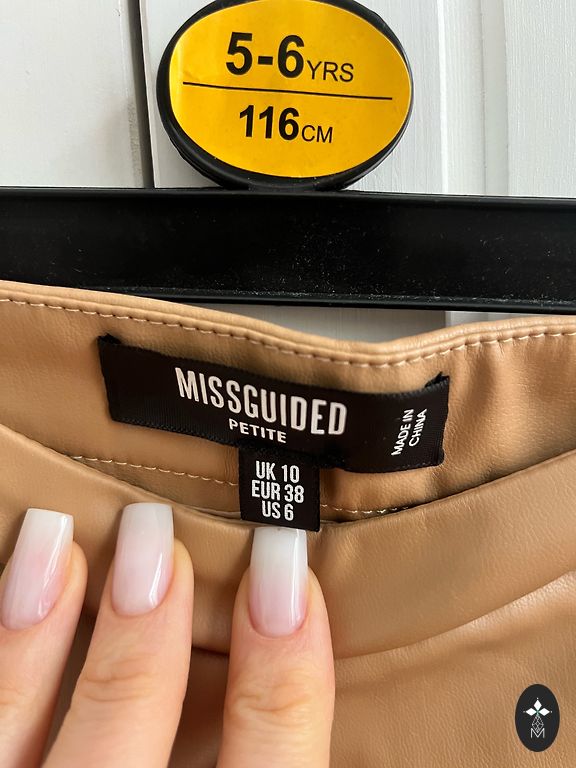 5-6YRS
116CM
MISSGUIDED
PETITE
MADE IN
CHINA
UK 10
EUR 38
US 6
M